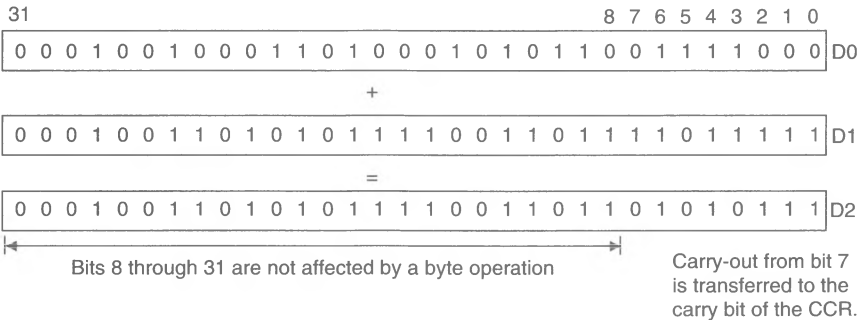 31 8 7 6 5 4 3 2 1 0
0 0 0 1 0 0 1 0 0 0 1 1 0 1 0 0 0 1 0 1 0 1 1 0 0 1 1 1 1 0 0 0 D0
+
0 0 0 1 0 0 1 1 0 1 0 1 0 1 1 1 1 0 0 1 1 0 1 1 1 1 0 1 1 1 1 1 D1
=
0 0 0 1 0 0 1 1 0 1 0 1 0 1 1 1 1 0 0 1 1 0 1 1 0 1 0 1 0 1 1 1 D2
Bits 8 through 31 are not affected by a byte operation
Carry-out from bit 7
is transferred to the
carry bit of the CCR.